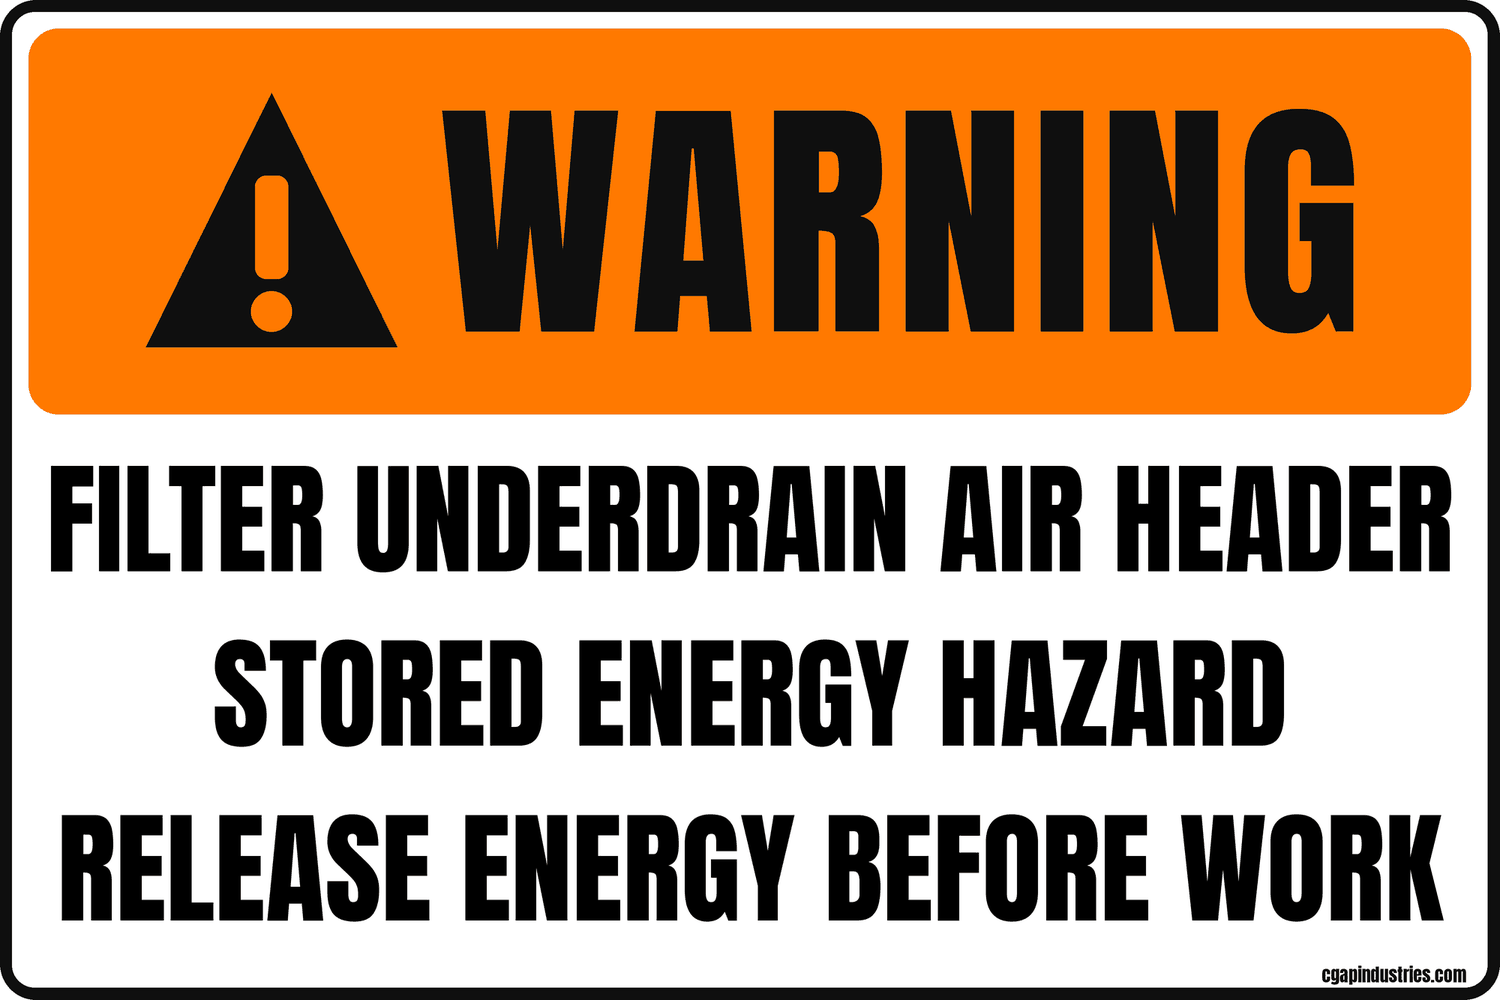 WARNING
FILTER UNDERDRAIN AIR HEADER
STORED ENERGY HAZARD
RELEASE ENERGY BEFORE WORK
cgapindustries.com